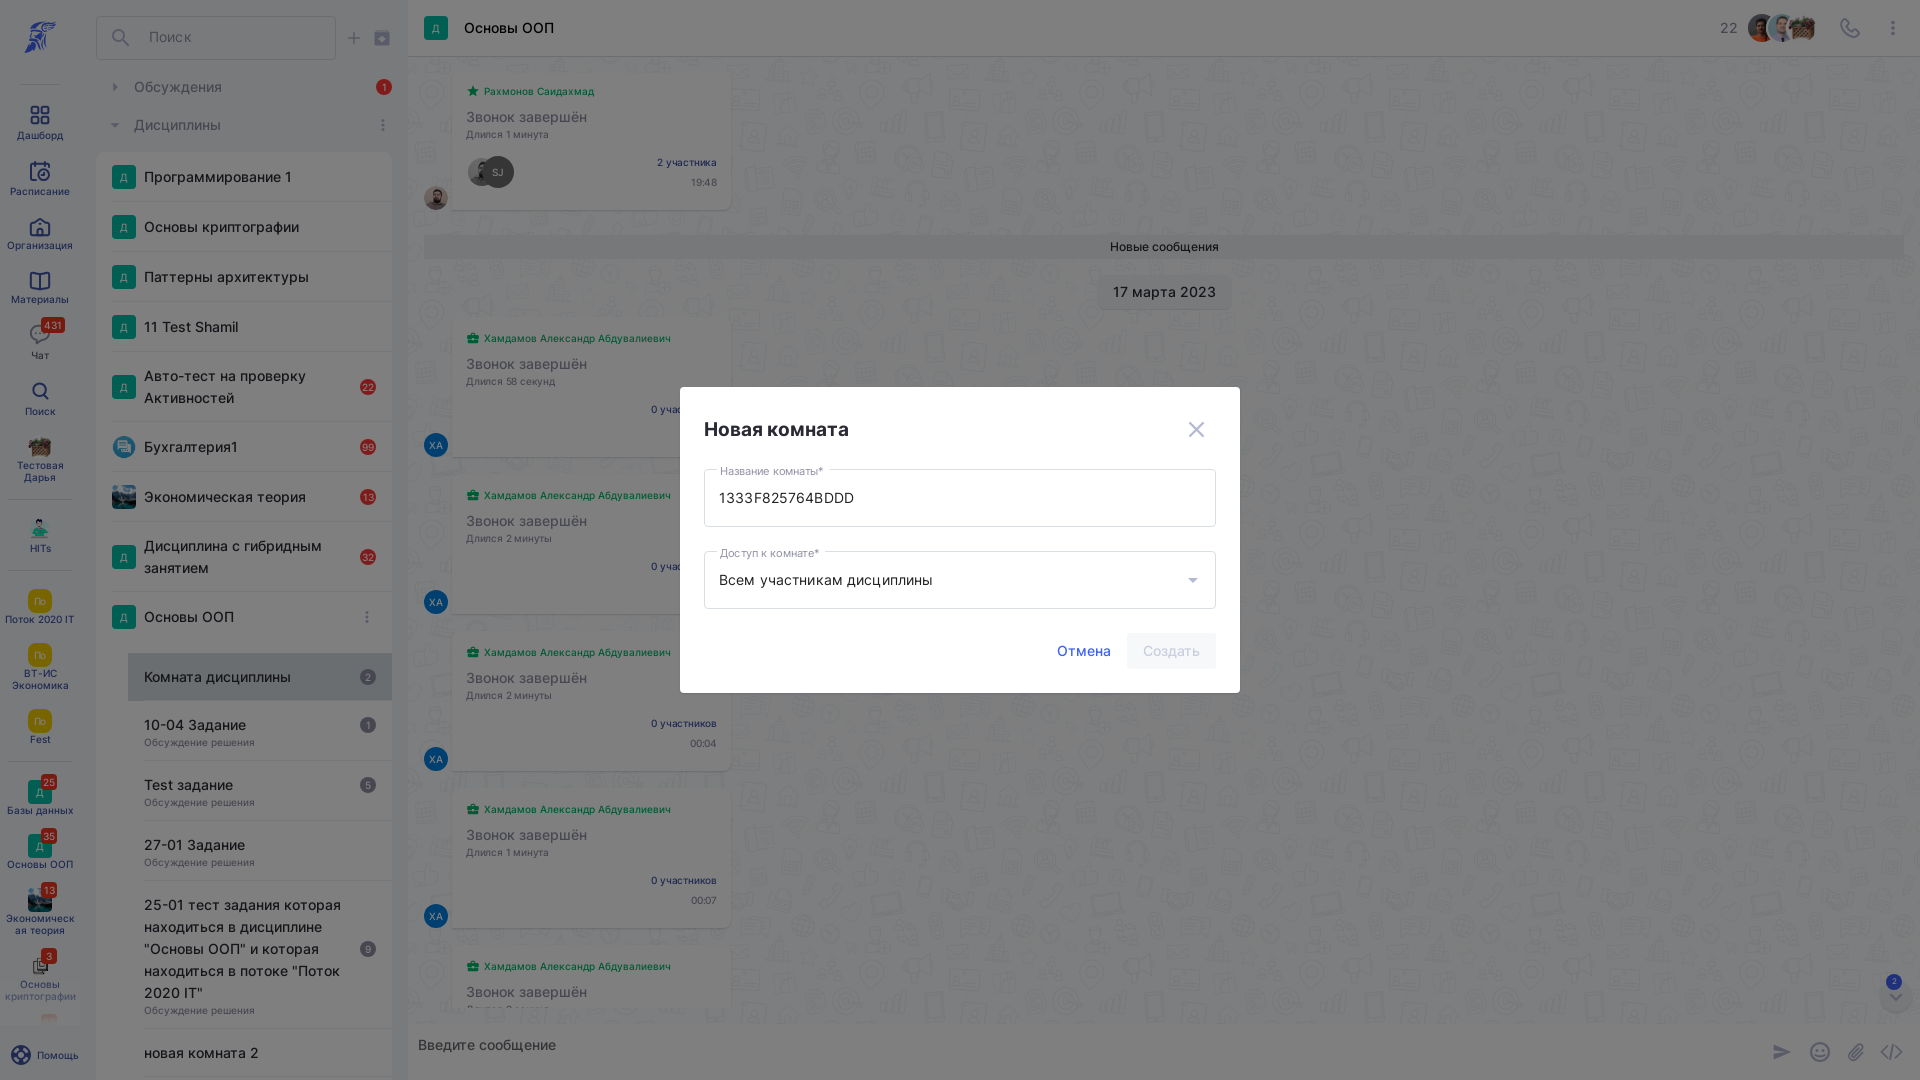 Дашборд
Расписание
Организация
Материалы
431
Чат
Поиск
Тестовая
Дарья
HITs
По
Поток 2020 IT
По
ВТ-ИС
Экономика
По
Fest
25
Д
Базы данных
35
Д
Основы ООП
13
Экономическ
ая теория
3
Основы
криптографии
Помощь
Поиск
Обсуждения
1
Дисциплины
Д
Программирование 1
Д
Основы криптографии
Д
Паттерны архитектуры
Д
11 Test Shamil
Д
Авто-тест на проверку
Активностей
22
Бухгалтерия1
99
Экономическая теория
13
Д
Дисциплина с гибридным
занятием
32
Д
Основы ООП
Комната дисциплины
2
10-04 Задание
1
Обсуждение решения
Test задание
5
Обсуждение решения
27-01 Задание
Обсуждение решения
25-01 тест задания которая
находиться в дисциплине
"Основы ООП" и которая
9
находиться в потоке "Поток
2020 IT"
Обсуждение решения
новая комната 2
Д
Основы ООП
22
Рахмонов Саидахмад
Звонок завершён
Длился 1 минута
SJ
2 участника
19:48
Новые сообщения
17 марта 2023
Хамдамов Александр Абдувалиевич
Звонок завершён
Длился 58 секунд
0 учас
ХА
Хамдамов Александр Абдувалиевич
Звонок завершён
Длился 2 минуты
0 учас
ХА
Хамдамов Александр Абдувалиевич
Звонок завершён
Длился 2 минуты
0 участников
00:04
ХА
Хамдамов Александр Абдувалиевич
Звонок завершён
Длился 1 минута
0 участников
00:07
ХА
Хамдамов Александр Абдувалиевич
Звонок завершён
2
Введите сообщение
Новая комната
Название комнаты*
1333F825764BDDD
Доступ к комнате*
Всем участникам дисциплины
Отмена
Создать